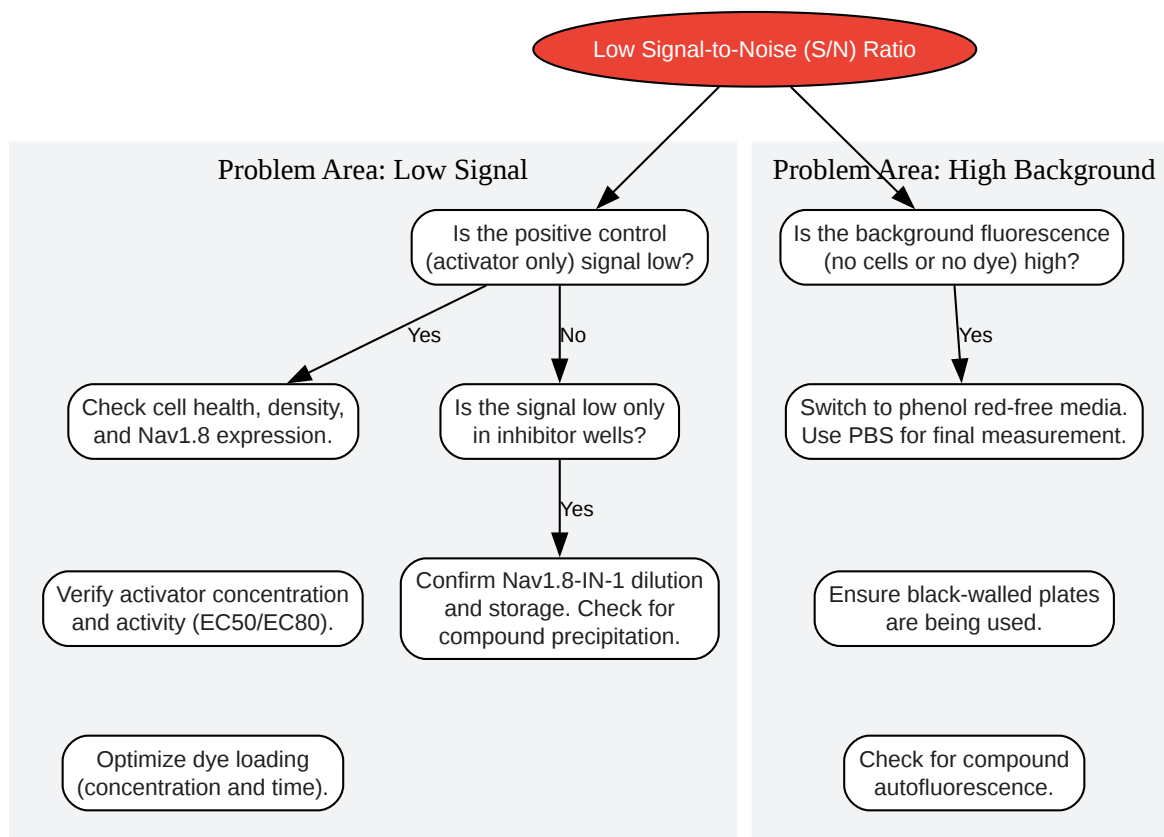 Low Signal-to-Noise (S/N) Ratio
Problem Area: Low Signal
Problem Area: High Background
Is the positive control
(activator only) signal low?
Is the background fluorescence
(no cells or no dye) high?
Yes
No
Yes
Check cell health, density,
and Nav1.8 expression.
Is the signal low only
in inhibitor wells?
Switch to phenol red-free media.
Use PBS for final measurement.
Yes
Verify activator concentration
and activity (EC50/EC80).
Confirm Nav1.8-IN-1 dilution
and storage. Check for
compound precipitation.
Ensure black-walled plates
are being used.
Optimize dye loading
(concentration and time).
Check for compound
autofluorescence.